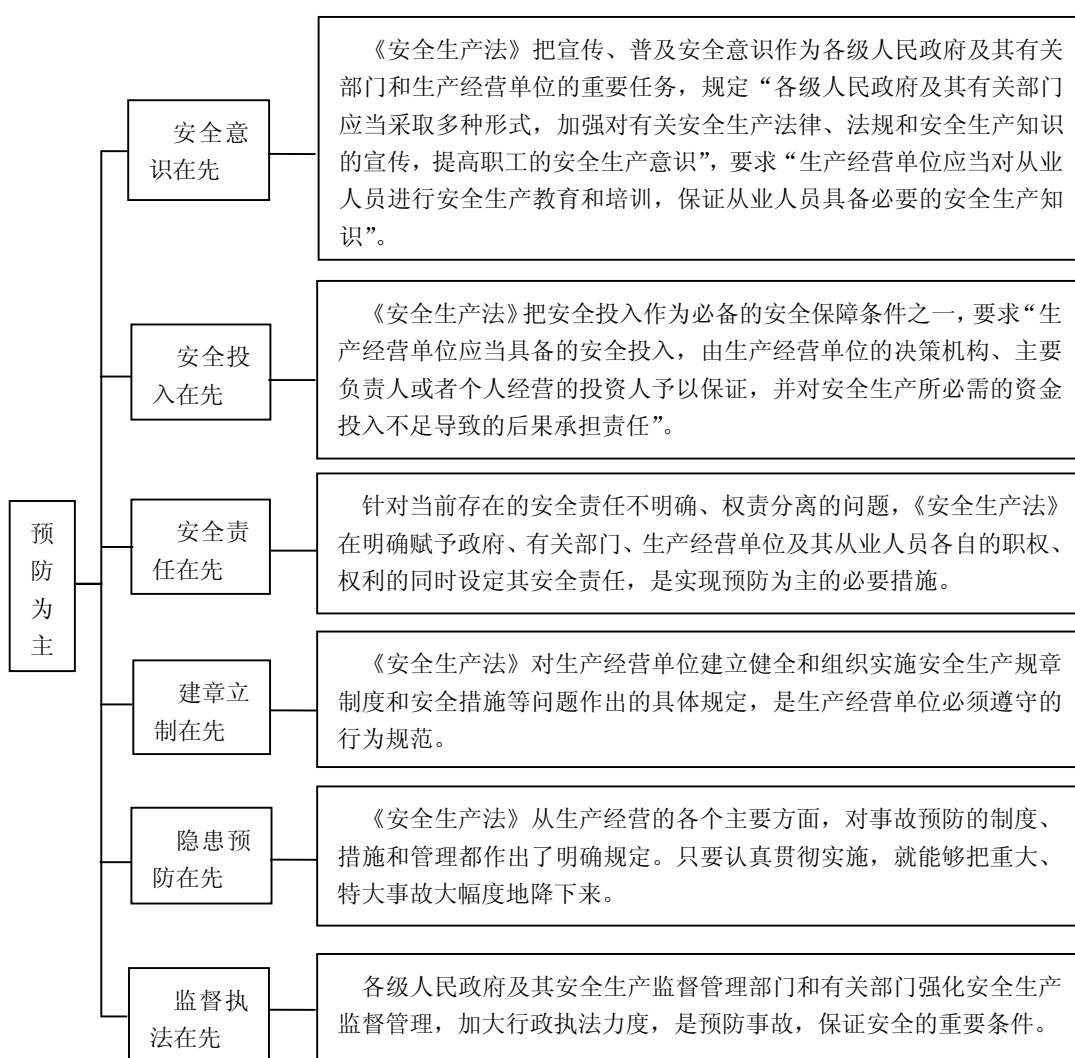 预
防
为
主
安全意
识在先
《安全生产法》把宣传、普及安全意识作为各级人民政府及其有关
部门和生产经营单位的重要任务，规定“各级人民政府及其有关部门
应当采取多种形式，加强对有关安全生产法律、法规和安全生产知识
的宣传，提高职工的安全生产意识”，要求“生产经营单位应当对从业
人员进行安全生产教育和培训，保证从业人员具备必要的安全生产知
识”。
安全投
入在先
《安全生产法》把安全投入作为必备的安全保障条件之一，要求“生
产经营单位应当具备的安全投入，由生产经营单位的决策机构、主要
负责人或者个人经营的投资人予以保证，并对安全生产所必需的资金
投入不足导致的后果承担责任”。
安全责
任在先
针对当前存在的安全责任不明确、权责分离的问题，《安全生产法》
在明确赋予政府、有关部门、生产经营单位及其从业人员各自的职权、
权利的同时设定其安全责任，是实现预防为主的必要措施。
建章立
制在先
《安全生产法》对生产经营单位建立健全和组织实施安全生产规章
制度和安全措施等问题作出的具体规定，是生产经营单位必须遵守的
行为规范。
隐患预
防在先
《安全生产法》从生产经营的各个主要方面，对事故预防的制度、
措施和管理都作出了明确规定。只要认真贯彻实施，就能够把重大、
特大事故大幅度地降下来。
监督执
法在先
各级人民政府及其安全生产监督管理部门和有关部门强化安全生产
监督管理，加大行政执法力度，是预防事故，保证安全的重要条件。